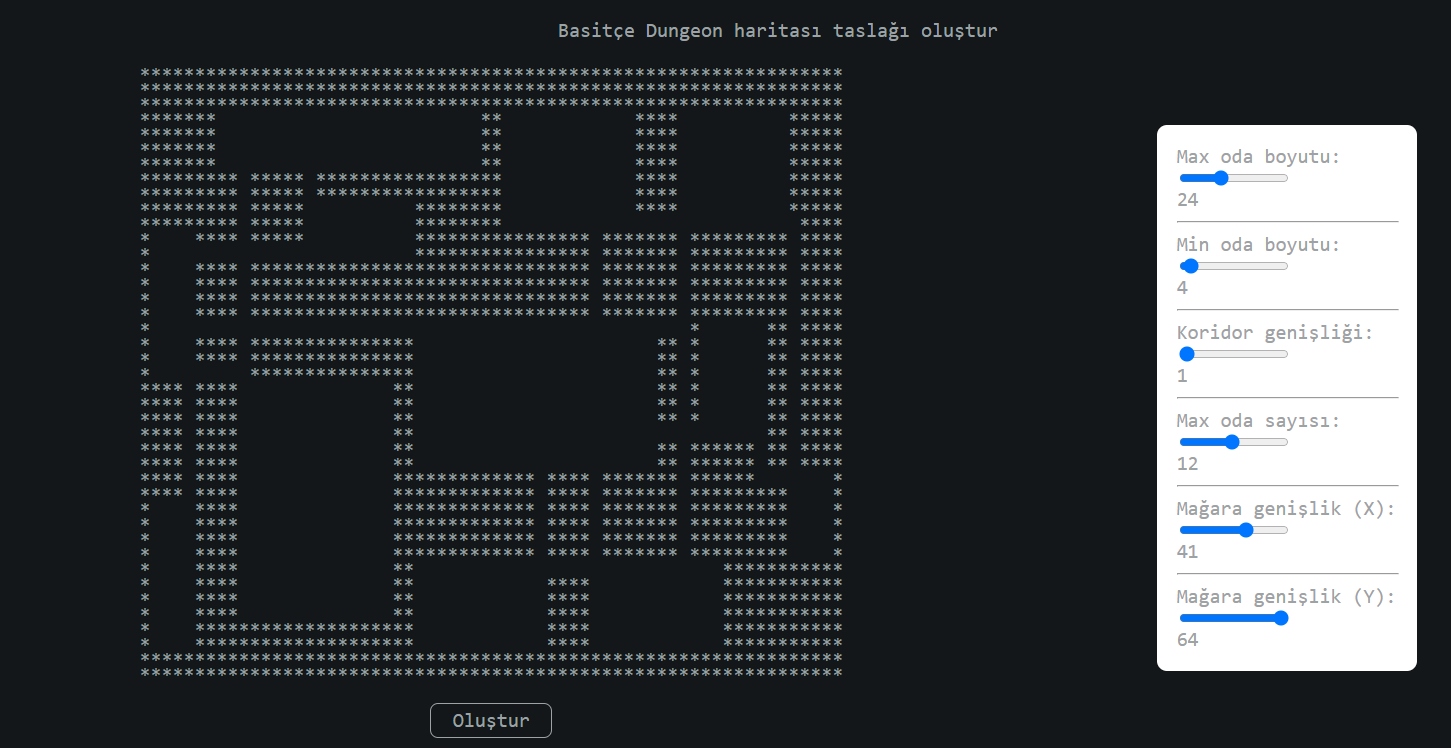 Basitçe Dungeon haritası taslağı oluştur
Max oda boyutu:
24
Min oda boyutu:
4
Koridor genişliği:
1
Max oda sayısı:
12
Mağara genişlik (X):
41
Mağara genişlik (Y):
64
Oluştur